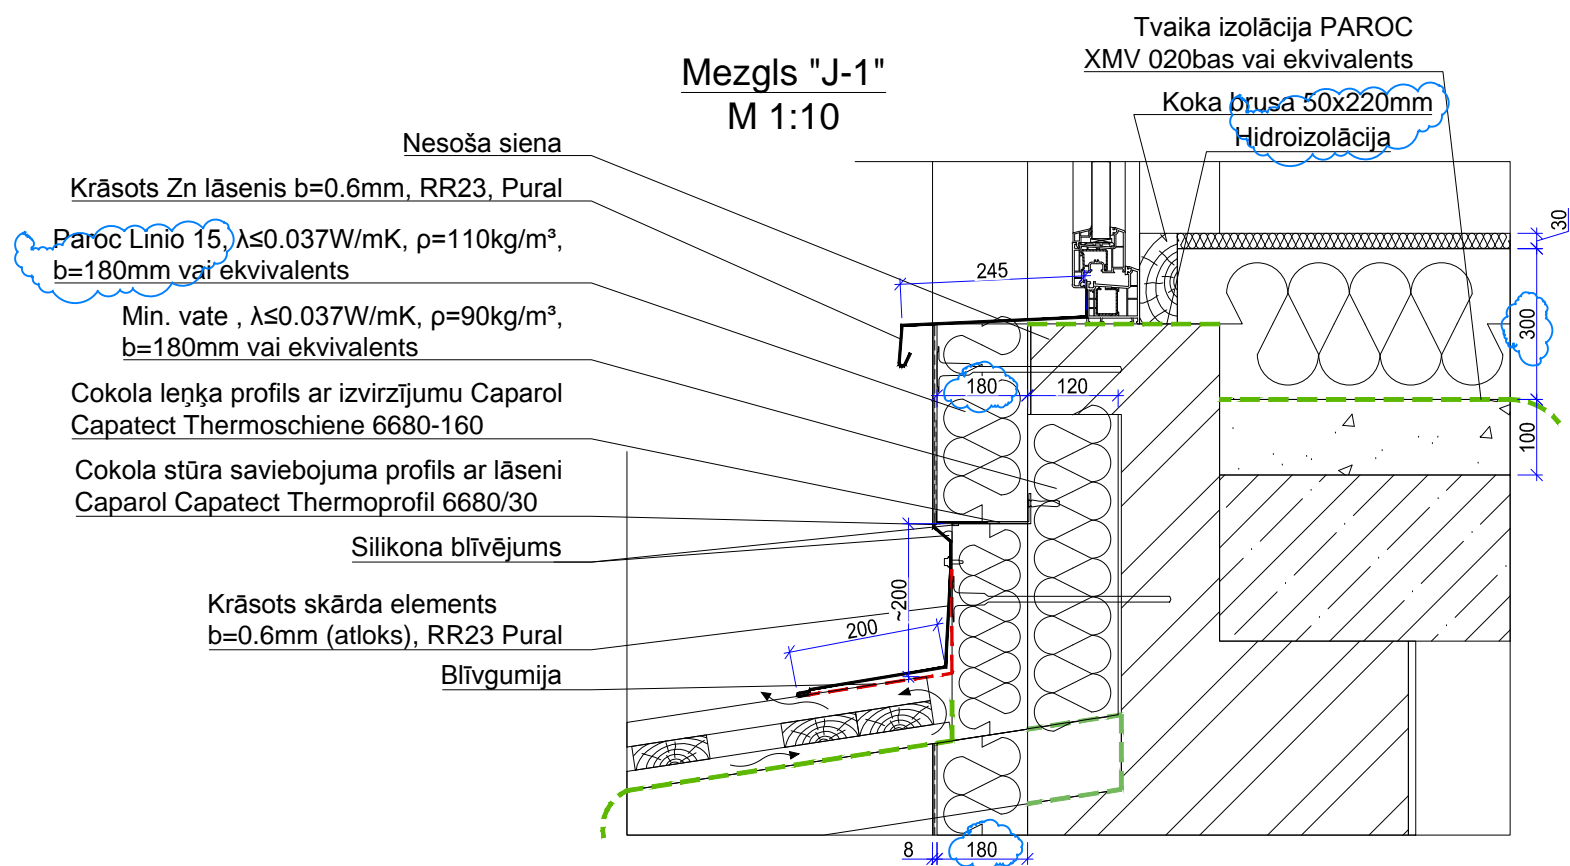 Mezgls "J-1"
M 1:10
Tvaika izolācija PAROC
XMV 020bas vai ekvivalents
Koka brusa 50x220mm
Hidroizolācija
Nesoša siena
Krāsots Zn lāsenis b=0.6mm, RR23, Pural
Paroc Linio 15, λ≤0.037W/mK, ρ=110kg/m³,
b=180mm vai ekvivalents
Min. vate , λ≤0.037W/mK, ρ=90kg/m³,
b=180mm vai ekvivalents
Cokola leņķa profils ar izvirzījumu Caparol
Capatect Thermoschiene 6680-160
Cokola stūra saviebojuma profils ar lāseni
Caparol Capatect Thermoprofil 6680/30
Silikona blīvējums
Krāsots skārda elements
b=0.6mm (atloks), RR23 Pural
Blīvgumija
245
180
120
30
300
100
~200
200
8
180